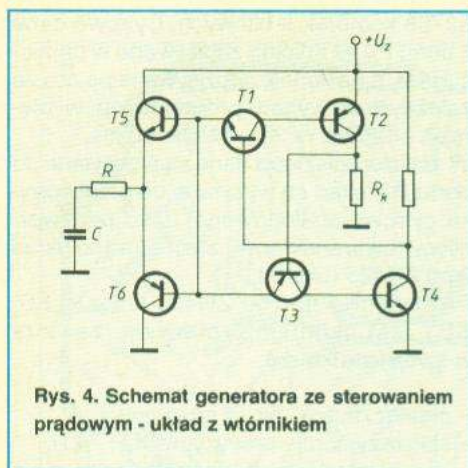 +U_z
T1
T5
T2
R
R_k
C
T6
T3
T4
Rys. 4. Schemat generatora ze sterowaniem
prądowym - układ z wtórnikiem